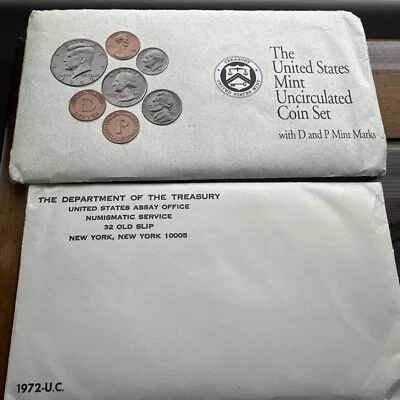 The
United States
Mint
Uncirculated
Coin Set
with D and P Mint Marks
D
P
THE DEPARTMENT OF THE TREASURY
UNITED STATES ASSAY OFFICE
NUMISMATIC SERVICE
32 OLD SLIP
NEW YORK, NEW YORK 10005
1972-U.C.